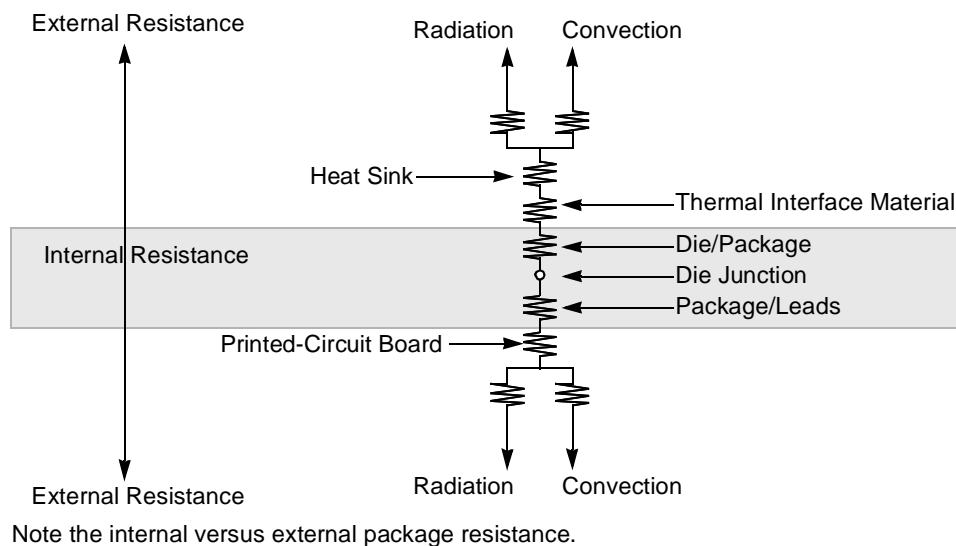 External Resistance
Radiation
Convection
Heat Sink
Thermal Interface Material
Internal Resistance
Die/Package
Die Junction
Package/Leads
Printed-Circuit Board
External Resistance
Radiation
Convection
Note the internal versus external package resistance.